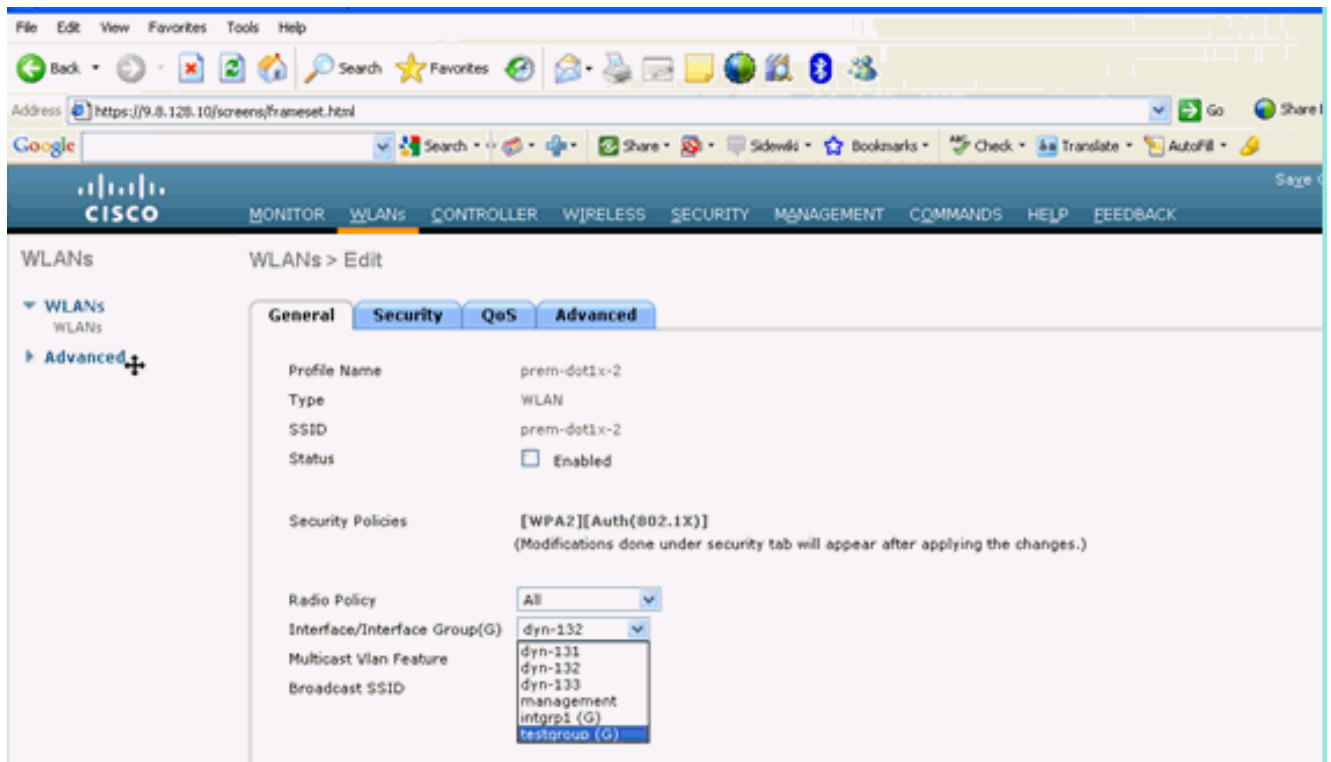 File Edit View Favorites Tools Help
Back Search Favorites
Address https://9.8.128.10/screens/frameset.html Go Share
Google Search Share Sidewiki Bookmarks Check Translate AutoFill
Save
CISCO MONITOR WLANs CONTROLLER WIRELESS SECURITY MANAGEMENT COMMANDS HELP FEEDBACK
WLANs WLANs > Edit
WLANs
WLANs
Advanced
General Security QoS Advanced
Profile Name prem-dot1x-2
Type WLAN
SSID prem-dot1x-2
Status Enabled
Security Policies [WPA2][Auth(802.1X)]
(Modifications done under security tab will appear after applying the changes.)
Radio Policy All
Interface/Interface Group(G) dyn-132
Multicast Vlan Feature
Broadcast SSID
dyn-131
dyn-132
dyn-133
management
intgrp1 (G)
testgroup (G)